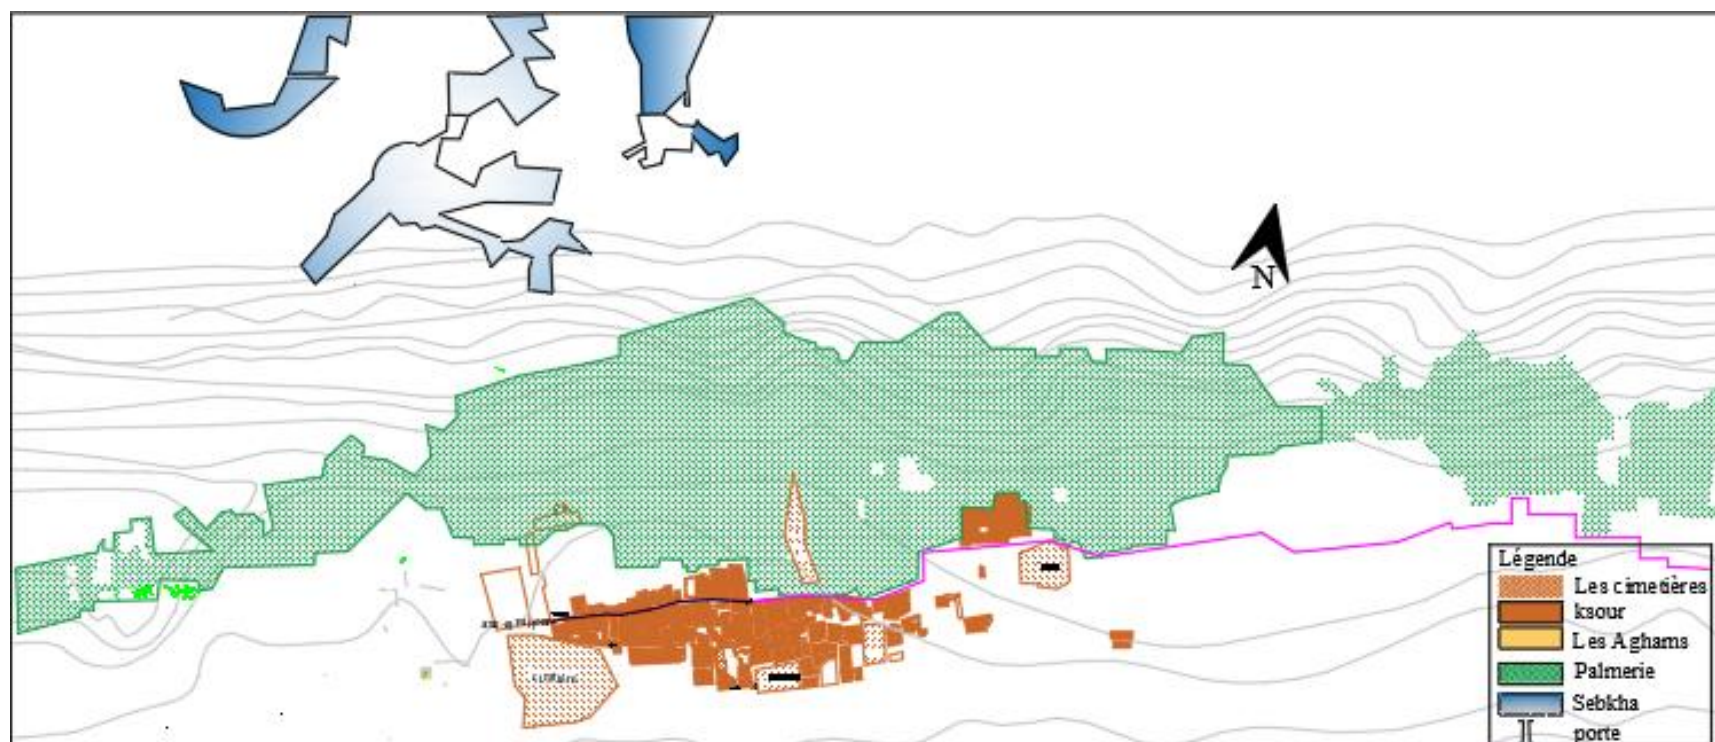 N
Légende
Les cimetières
ksour
Les Aghams
Palmerie
Sebkha
porte